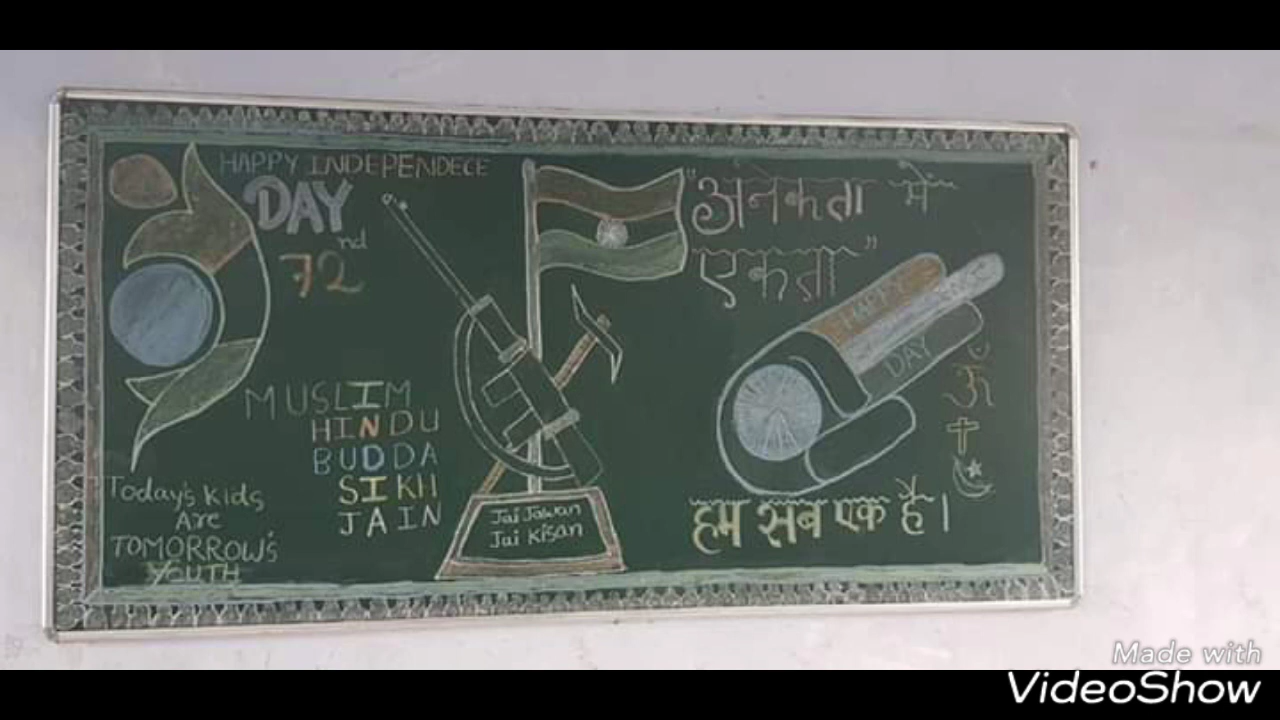 HAPPY INDEPENDECE
DAY
72nd
"अनेकता में
एकता"
HAPPY
DAY
ॐ
MUSLIM
HINDU
BUDDA
SIKH
JAIN
Today's Kids
Are
TOMORROW'S
YOUTH
Jai Jawan
Jai Kisan
हम सब एक हैं।
Made with
VideoShow